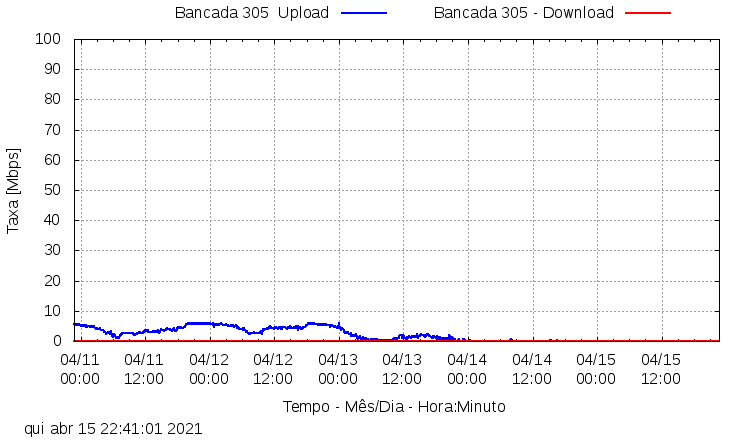 Bancada 305  Upload
Bancada 305 - Download
100
90
80
70
60
50
40
30
20
10
0
Taxa [Mbps]
04/11 04/11 04/12 04/12 04/13 04/13 04/14 04/14 04/15 04/15
00:00 12:00 00:00 12:00 00:00 12:00 00:00 12:00 00:00 12:00
Tempo - Mês/Dia - Hora:Minuto
qui abr 15 22:41:01 2021